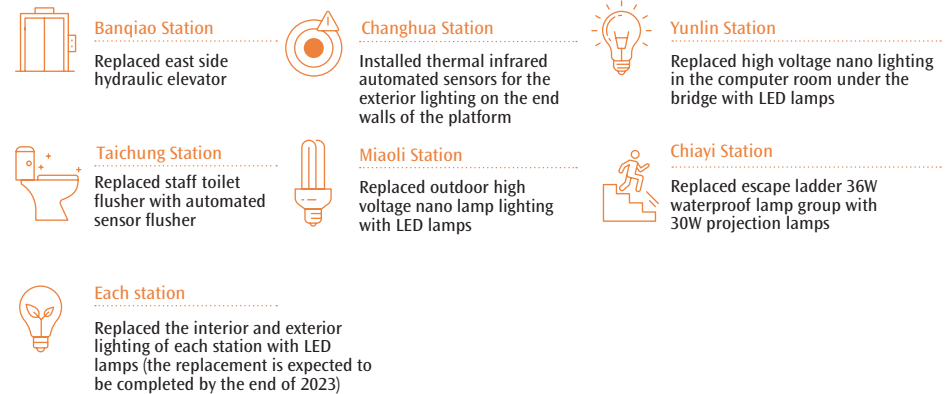 Banqiao Station
Replaced east side
hydraulic elevator
Changhua Station
Installed thermal infrared
automated sensors for the
exterior lighting on the end
walls of the platform
Yunlin Station
Replaced high voltage nano lighting
in the computer room under the
bridge with LED lamps
Taichung Station
Replaced staff toilet
flusher with automated
sensor flusher
Miaoli Station
Replaced outdoor high
voltage nano lamp lighting
with LED lamps
Chiayi Station
Replaced escape ladder 36W
waterproof lamp group with
30W projection lamps
Each station
Replaced the interior and exterior
lighting of each station with LED
lamps (the replacement is expected to
be completed by the end of 2023)